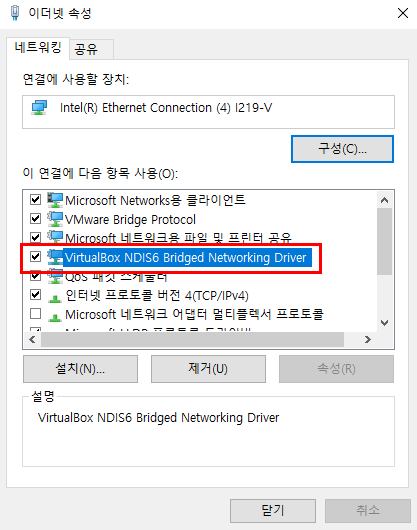 이더넷 속성
네트워킹
공유
연결에 사용할 장치:
Intel(R) Ethernet Connection (4) I219-V
구성(C)...
이 연결에 다음 항목 사용(O):
Microsoft Networks용 클라이언트
VMware Bridge Protocol
Microsoft 네트워크용 파일 및 프린터 공유
VirtualBox NDIS6 Bridged Networking Driver
QoS 패킷 스케줄러
인터넷 프로토콜 버전 4(TCP/IPv4)
Microsoft 네트워크 어댑터 멀티플렉서 프로토콜
Microsoft LLDP 프로토콜 드라이버
설치(N)...
제거(U)
속성(R)
설명
VirtualBox NDIS6 Bridged Networking Driver
닫기
취소